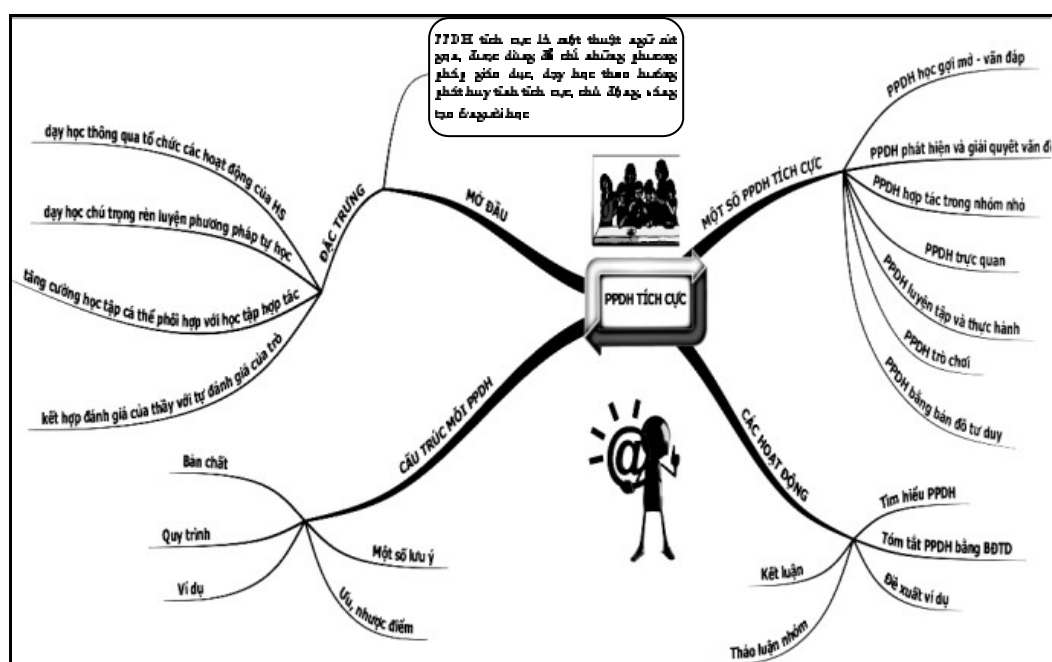 PPDH tích cực là một thuật ngữ rút
gọn, được dùng để chỉ những phương
pháp giáo dục, dạy học theo hướng
phát huy tính tích cực, chủ động, sáng
tạo ở người học
MỞ ĐẦU
ĐẶC TRƯNG
dạy học thông qua tổ chức các hoạt động của HS
dạy học chú trọng rèn luyện phương pháp tự học
tăng cường học tập cá thể phối hợp với học tập hợp tác
kết hợp đánh giá của thầy với tự đánh giá của trò
PPDH TÍCH CỰC
MỘT SỐ PPDH TÍCH CỰC
PPDH học gợi mở - vấn đáp
PPDH phát hiện và giải quyết vấn đề
PPDH hợp tác trong nhóm nhỏ
PPDH trực quan
PPDH luyện tập và thực hành
PPDH trò chơi
PPDH bằng bản đồ tư duy
CẤU TRÚC MỖI PPDH
Bản chất
Quy trình
Ví dụ
Một số lưu ý
Ưu, nhược điểm
@
CÁC HOẠT ĐỘNG
Tìm hiểu PPDH
Tóm tắt PPDH bằng BĐTD
Đề xuất ví dụ
Kết luận
Thảo luận nhóm